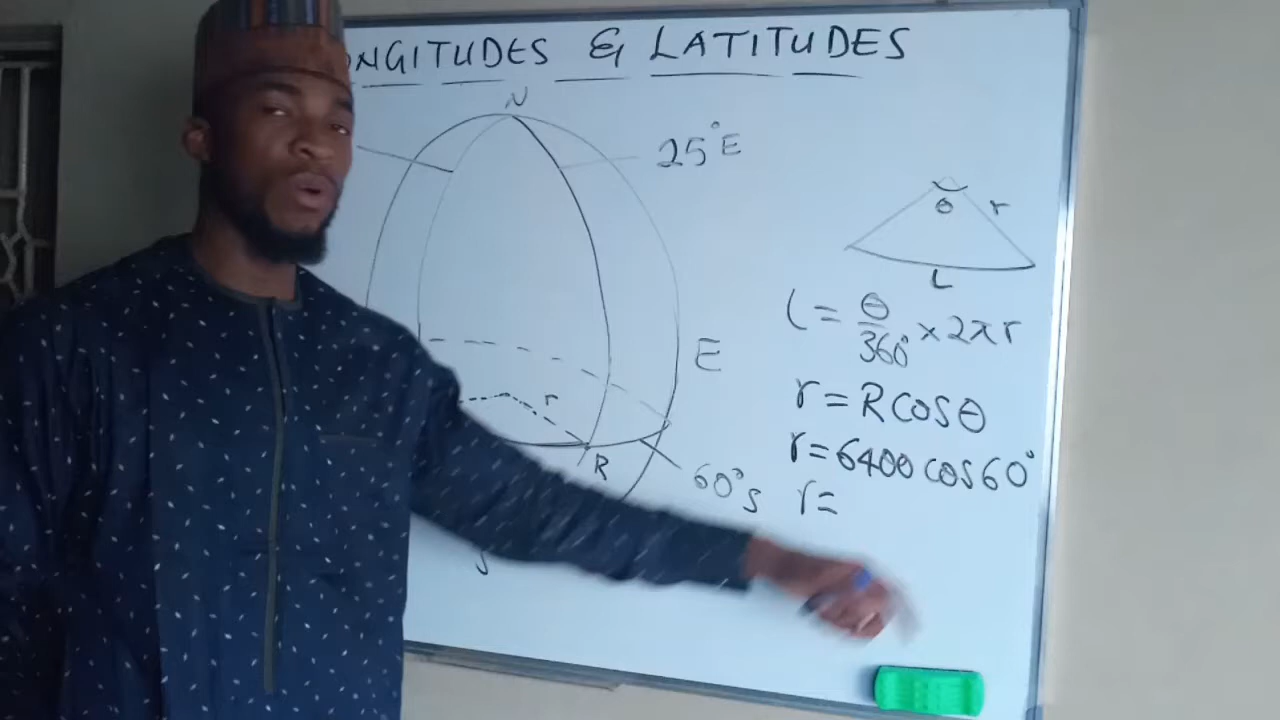 NGITUDES & LATITUDES
N
25°E
θ
r
L
l = θ/360° × 2πr
E
r = R cos θ
r
r = 6400 cos 60°
R
60°S
r =
S